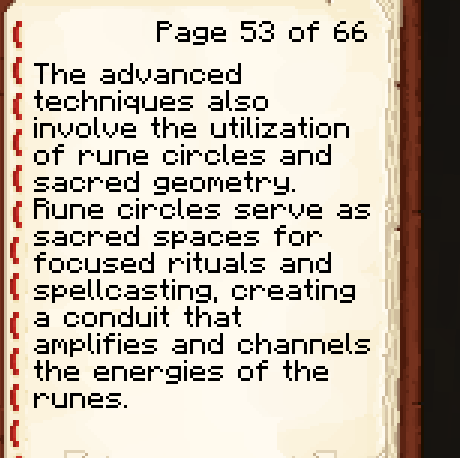 Page 53 of 66
The advanced
techniques also
involve the utilization
of rune circles and
sacred geometry.
Rune circles serve as
sacred spaces for
focused rituals and
spellcasting, creating
a conduit that
amplifies and channels
the energies of the
runes.